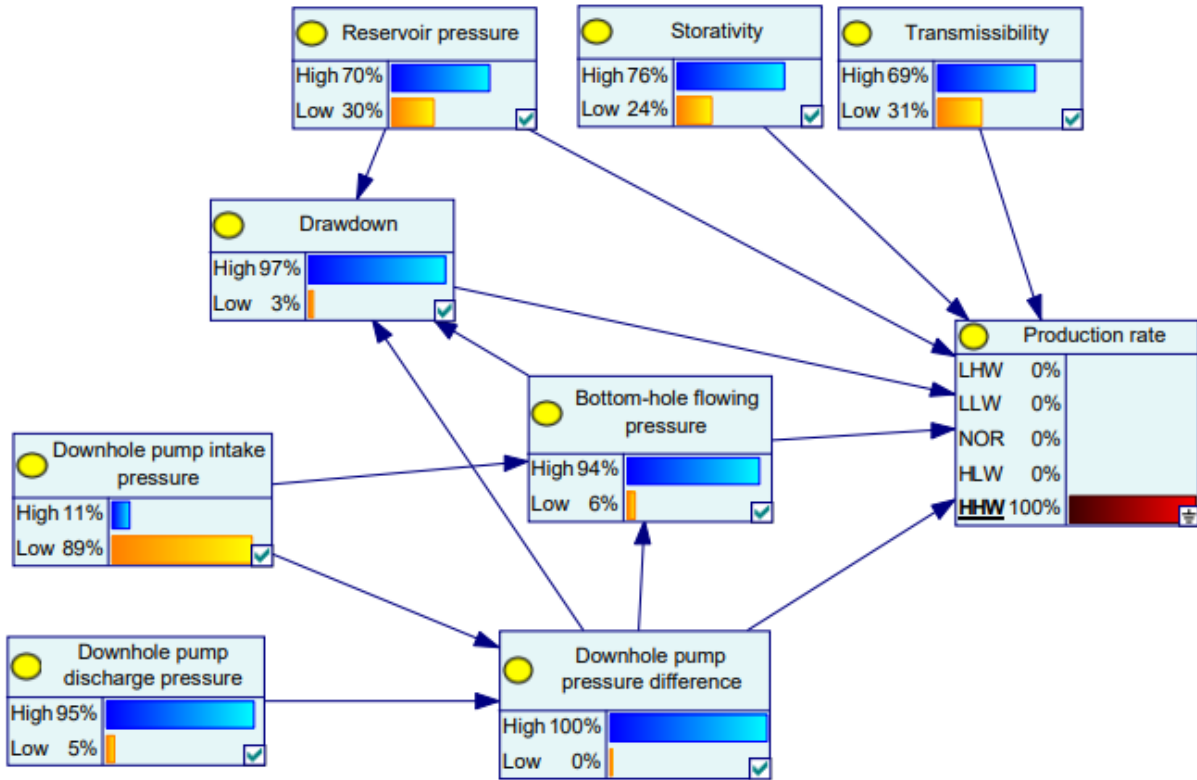 Reservoir pressure
High 70%
Low 30%
Storativity
High 76%
Low 24%
Transmissibility
High 69%
Low 31%
Drawdown
High 97%
Low 3%
Production rate
LHW 0%
LLW 0%
NOR 0%
HLW 0%
HHW 100%
Bottom-hole flowing
pressure
High 94%
Low 6%
Downhole pump intake
pressure
High 11%
Low 89%
Downhole pump
discharge pressure
High 95%
Low 5%
Downhole pump
pressure difference
High 100%
Low 0%